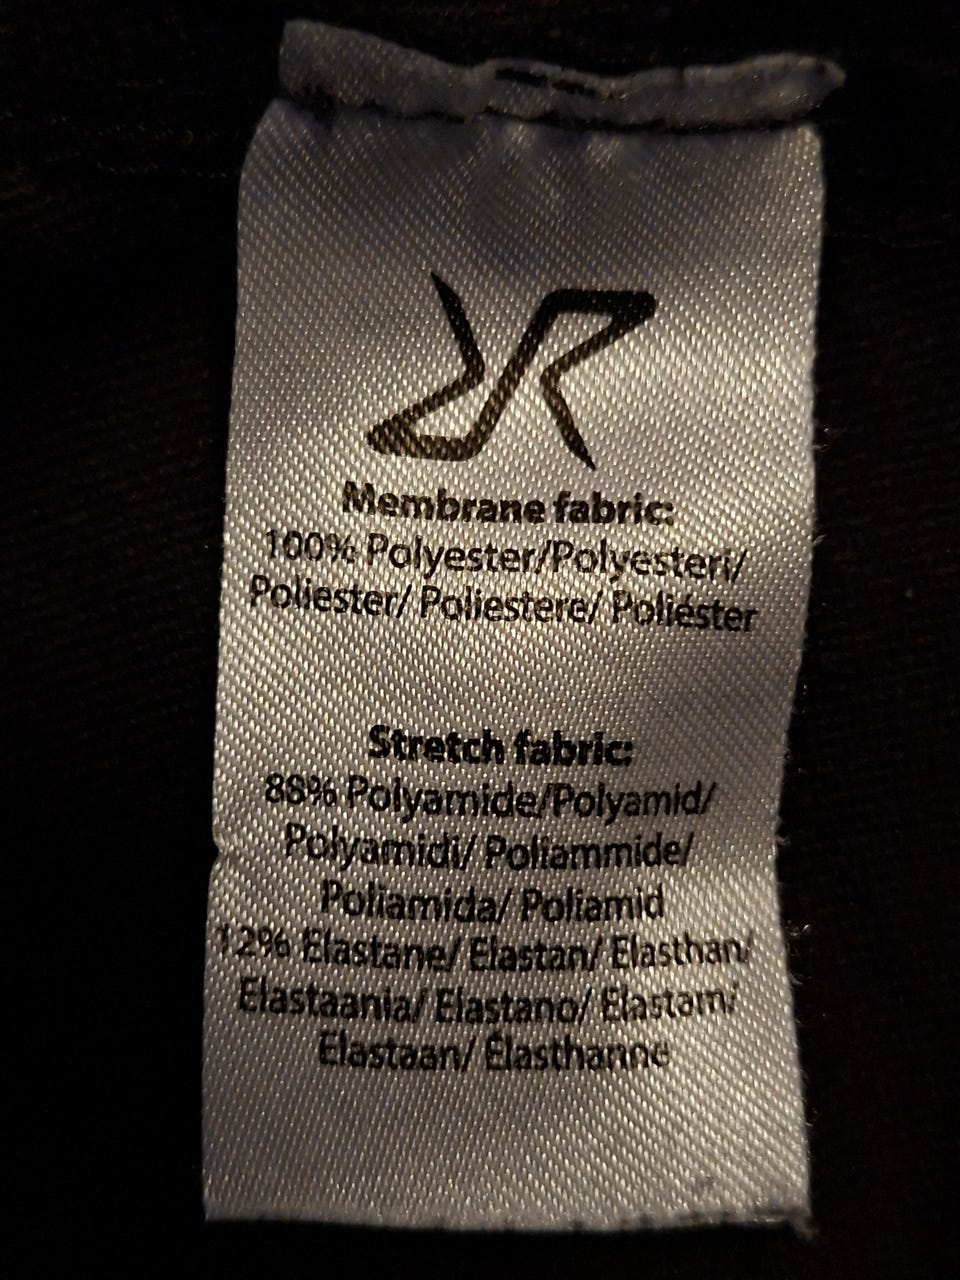 Membrane fabric:
100% Polyester/Polyesteri/
Poliester/ Poliestere/ Poliéster
Stretch fabric:
88% Polyamide/Polyamid/
Polyamidi/ Poliammide/
Poliamida/ Poliamid
12% Elastane/ Elastan/ Elasthan/
Elastaania/ Elastano/ Elastam/
Elastaan/ Élasthanne